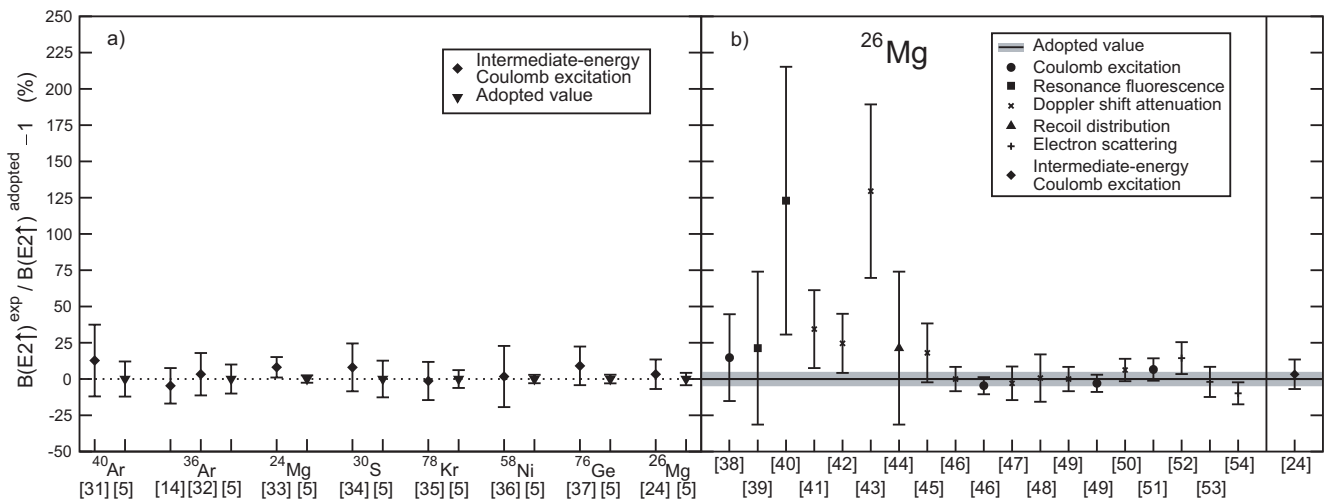 B(E2↑)^exp / B(E2↑)^adopted −1 (%)
250
225
200
175
150
125
100
75
50
25
0
-25
-50
a)
Intermediate-energy
Coulomb excitation
Adopted value
40Ar 36Ar 24Mg 30S 78Kr 58Ni 76Ge 26Mg
[31] [5] [14] [32] [5] [33] [5] [34] [5] [35] [5] [36] [5] [37] [5] [24] [5]
b)
26Mg
Adopted value
Coulomb excitation
Resonance fluorescence
Doppler shift attenuation
Recoil distribution
Electron scattering
Intermediate-energy
Coulomb excitation
[38] [40] [42] [44] [46] [47] [49] [50] [52] [54] [24]
[39] [41] [43] [45] [46] [48] [49] [51] [53]